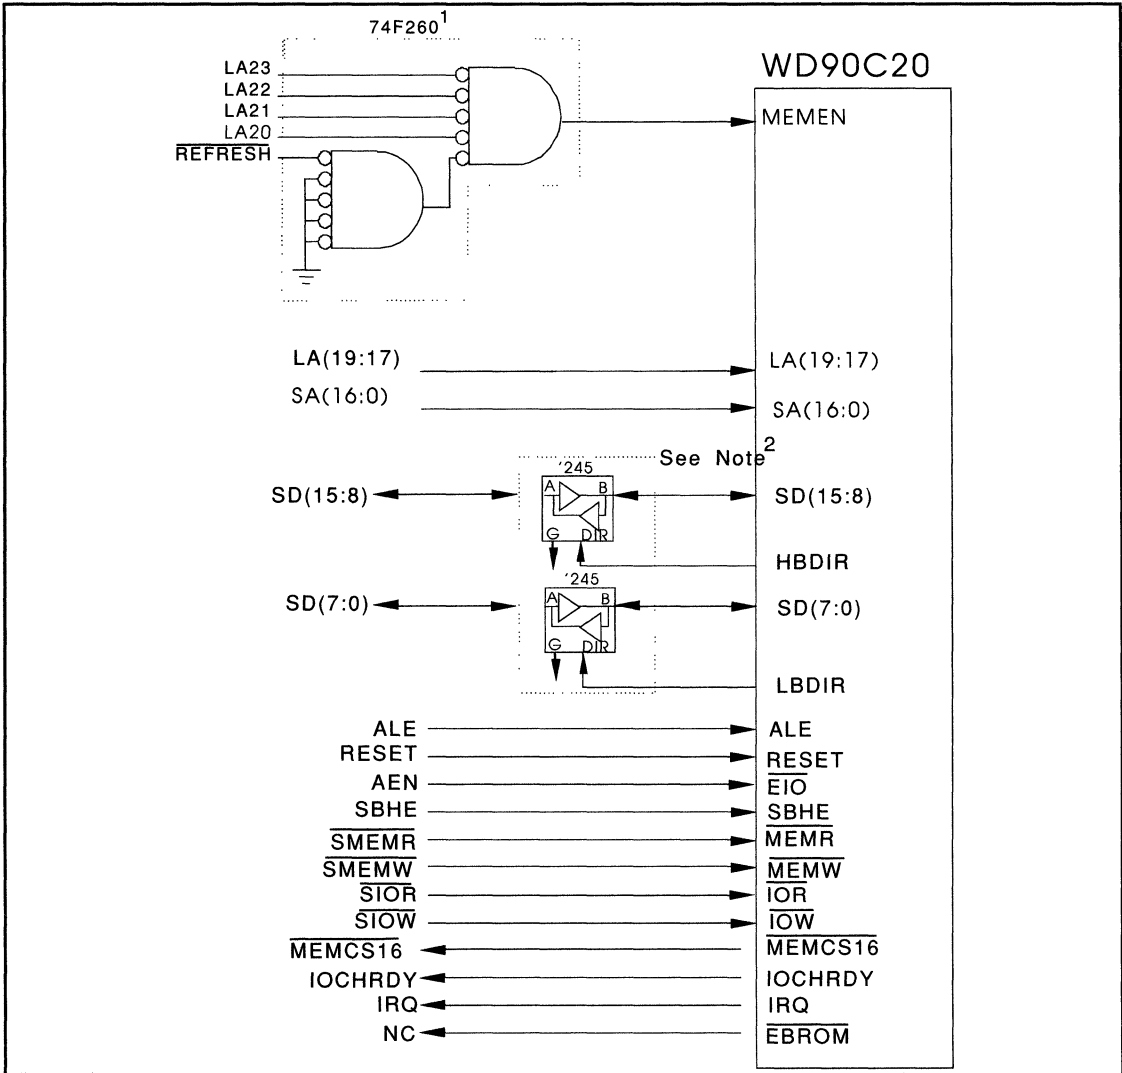 74F260¹
WD90C20
LA23
LA22
LA21
LA20
REFRESH
MEMEN
LA(19:17) LA(19:17)
SA(16:0) SA(16:0)
See Note²
'245
A B
SD(15:8) SD(15:8)
G DIR
HBDIR
'245
A B
SD(7:0) SD(7:0)
G DIR
LBDIR
ALE ALE
RESET RESET
AEN EIO
SBHE SBHE
SMEMR MEMR
SMEMW MEMW
SIOR IOR
SIOW IOW
MEMCS16 MEMCS16
IOCHRDY IOCHRDY
IRQ IRQ
NC EBROM